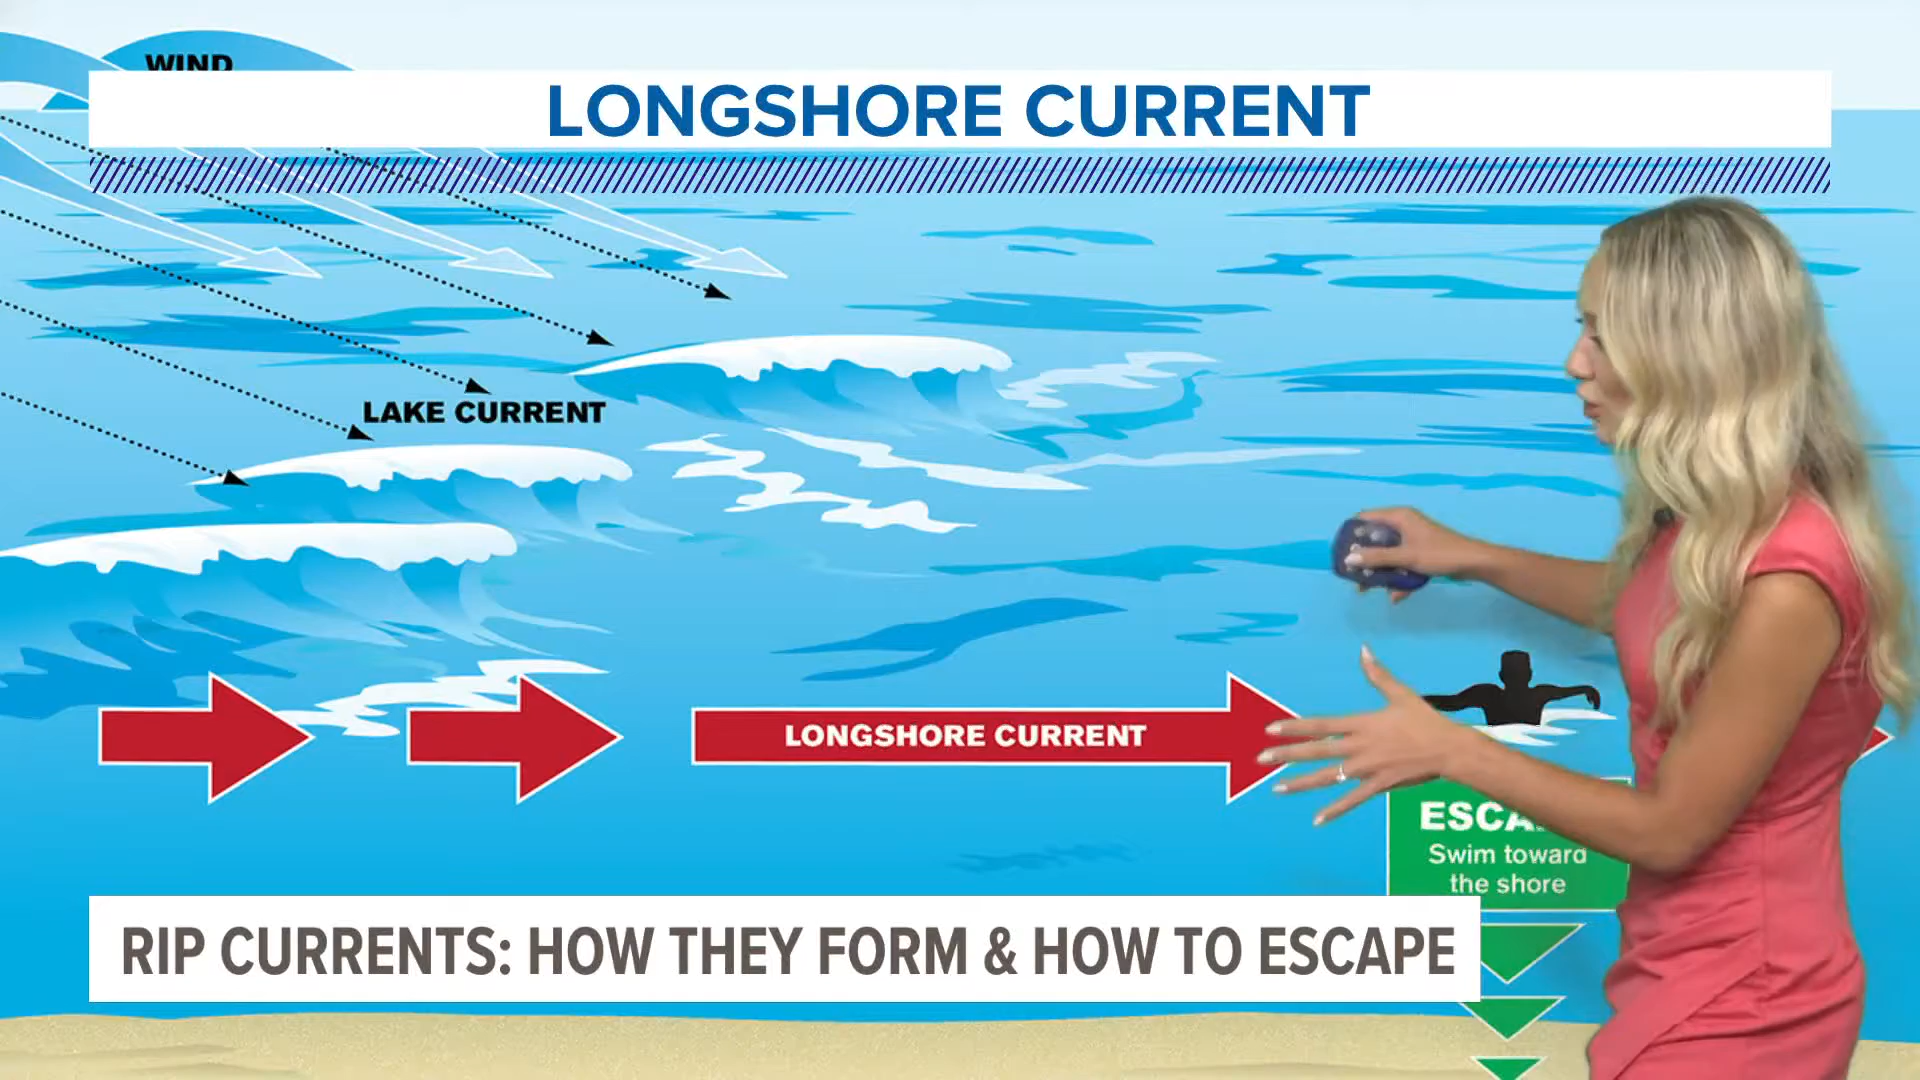 WIND
LONGSHORE CURRENT
LAKE CURRENT
LONGSHORE CURRENT
Swim toward
the shore
RIP CURRENTS: HOW THEY FORM & HOW TO ESCAPE